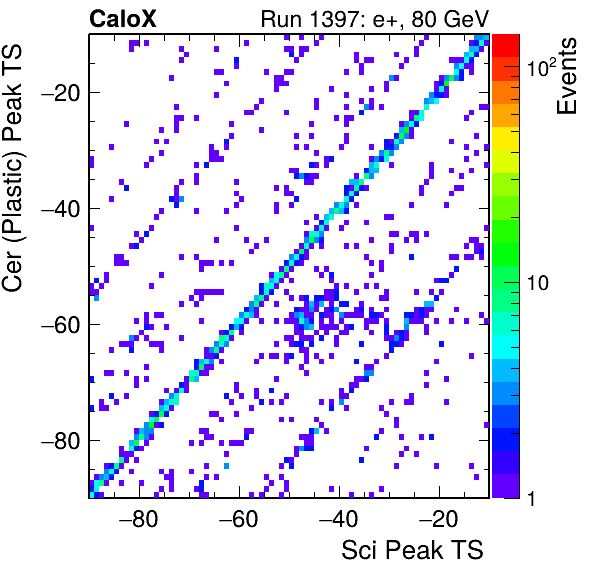 CaloX Run 1397: e+, 80 GeV
Cer (Plastic) Peak TS
−20
−40
−60
−80
−80 −60 −40 −20
Sci Peak TS
10²
10
1
Events